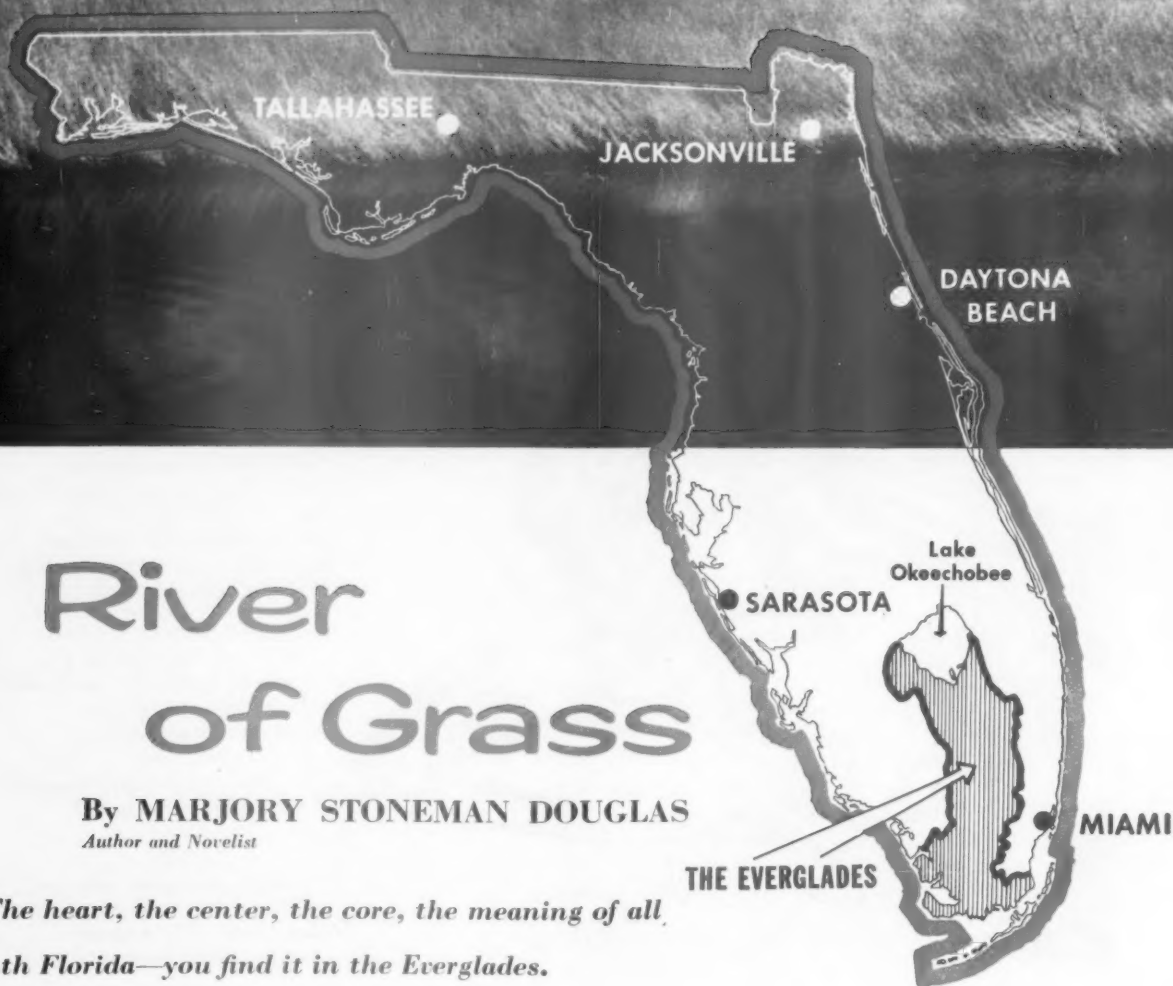 TALLAHASSEE
JACKSONVILLE
DAYTONA
BEACH
Lake
Okeechobee
SARASOTA
River
of Grass
By MARJORY STONEMAN DOUGLAS
Author and Novelist
MIAMI
THE EVERGLADES
The heart, the center, the core, the meaning of all
th Florida—you find it in the Everglades.